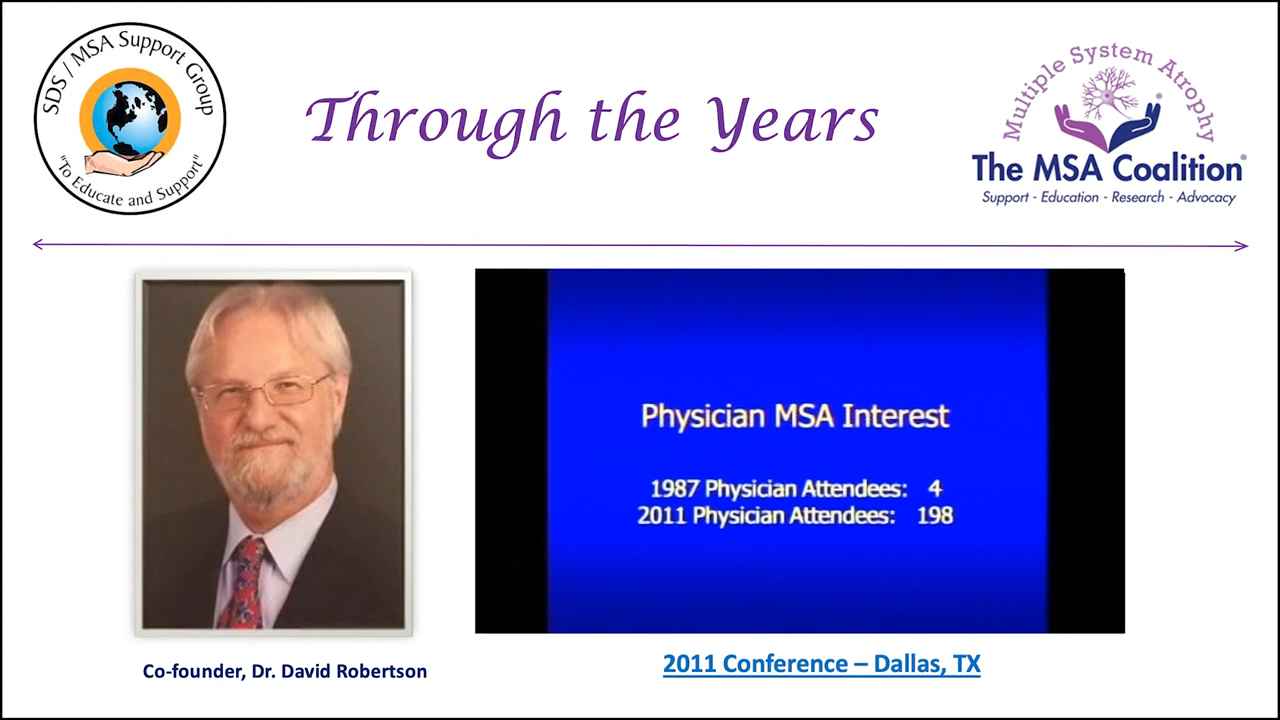 SDS / MSA Support Group
"To Educate and Support"
Through the Years
Multiple System Atrophy
®
The MSA Coalition®
Support - Education - Research - Advocacy
Physician MSA Interest
1987 Physician Attendees: 4
2011 Physician Attendees: 198
Co-founder, Dr. David Robertson
2011 Conference – Dallas, TX